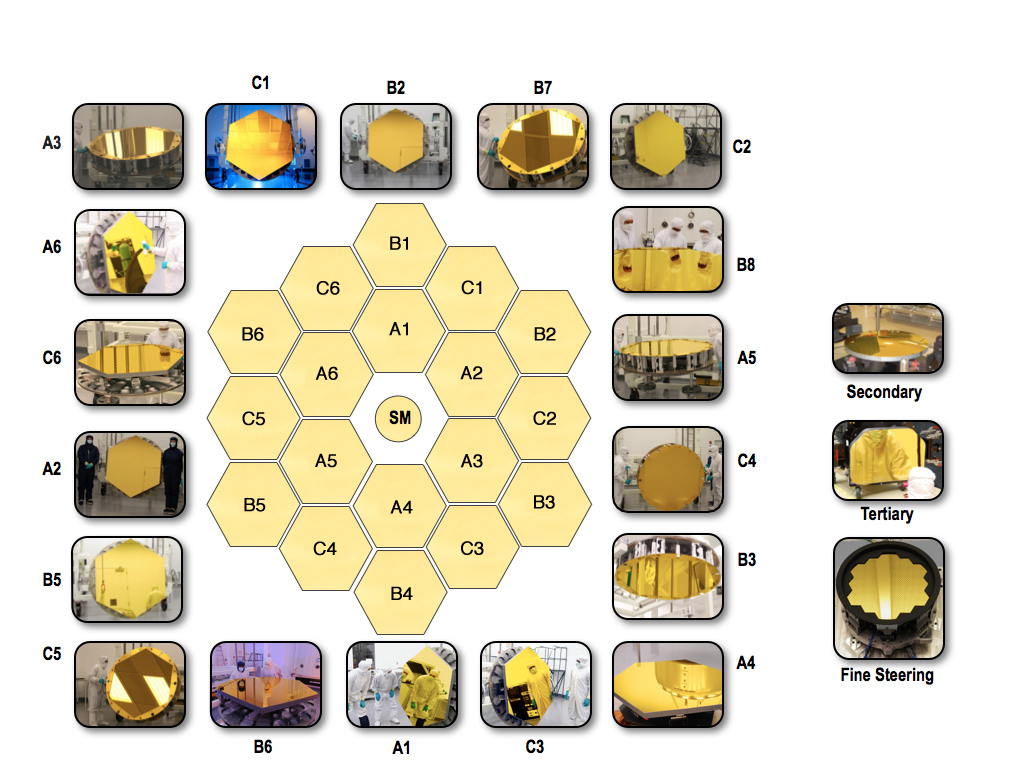 C1
B2
B7
A3
C2
A6
B1
B8
C6
C1
C6
B6
A1
B2
A5
A6
A2
Secondary
C5
SM
C2
A2
A5
A3
C4
B5
A4
B3
Tertiary
C4
C3
B3
B5
B4
C5
A4
Fine Steering
B6
A1
C3